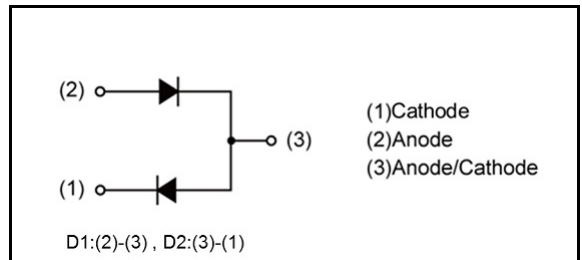 (2)
(3)
(1)
(1)Cathode
(2)Anode
(3)Anode/Cathode
D1:(2)-(3) , D2:(3)-(1)